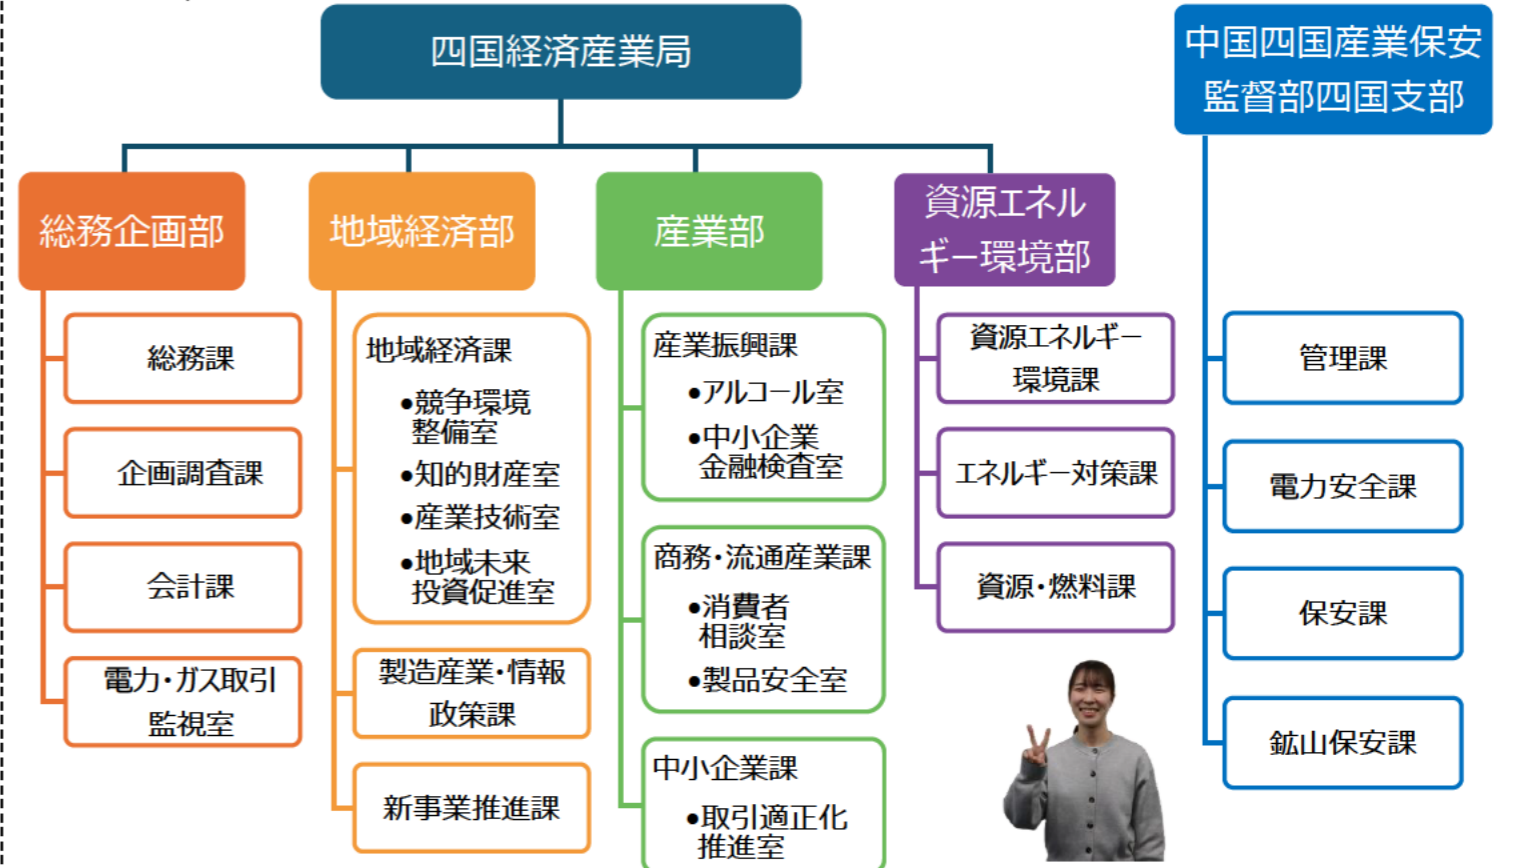 四国経済産業局
中国四国産業保安
監督部四国支部
総務企画部
総務課
企画調査課
会計課
電力・ガス取引
監視室
地域経済部
地域経済課
●競争環境
整備室
●知的財産室
●産業技術室
●地域未来
投資促進室
製造産業・情報
政策課
新事業推進課
産業部
産業振興課
●アルコール室
●中小企業
金融検査室
商務・流通産業課
●消費者
相談室
●製品安全室
中小企業課
●取引適正化
推進室
資源エネル
ギー環境部
資源エネルギー
環境課
エネルギー対策課
資源・燃料課
管理課
電力安全課
保安課
鉱山保安課